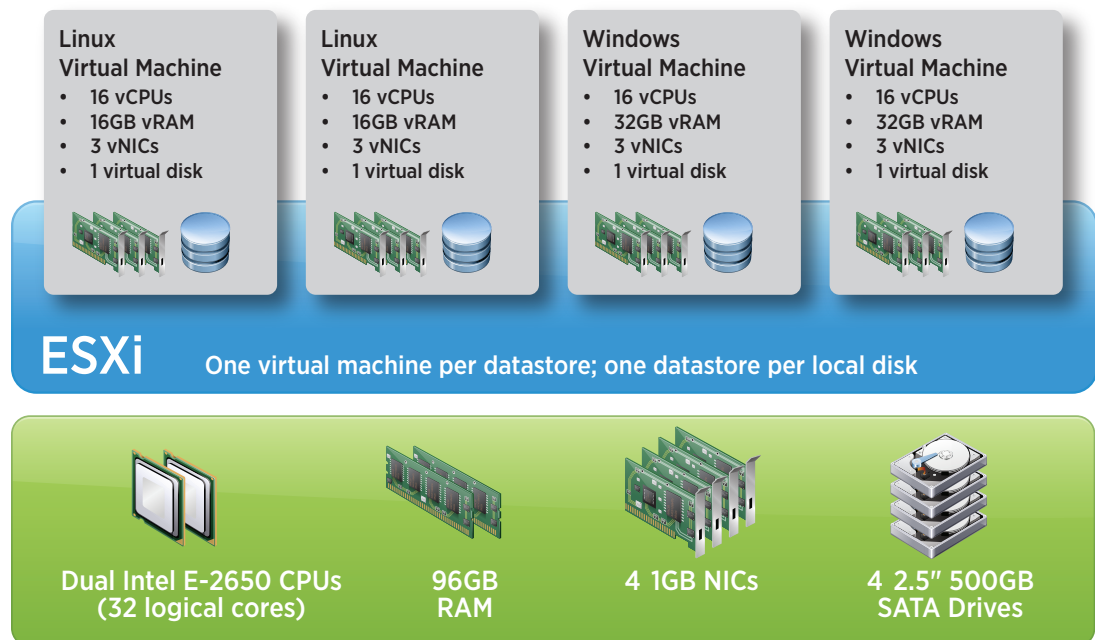 Linux
Virtual Machine
• 16 vCPUs
• 16GB vRAM
• 3 vNICs
• 1 virtual disk
Linux
Virtual Machine
• 16 vCPUs
• 16GB vRAM
• 3 vNICs
• 1 virtual disk
Windows
Virtual Machine
• 16 vCPUs
• 32GB vRAM
• 3 vNICs
• 1 virtual disk
Windows
Virtual Machine
• 16 vCPUs
• 32GB vRAM
• 3 vNICs
• 1 virtual disk
ESXi One virtual machine per datastore; one datastore per local disk
Dual Intel E-2650 CPUs
(32 logical cores)
96GB
RAM
4 1GB NICs
4 2.5" 500GB
SATA Drives